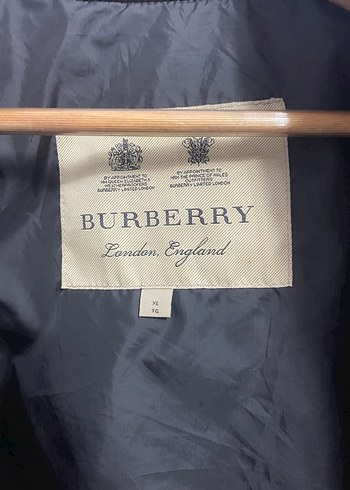 BY APPOINTMENT TO
HM QUEEN ELIZABETH II
WEATHERPROOFERS
BURBERRY LIMITED LONDON
BY APPOINTMENT TO
HRH THE PRINCE OF WALES
OUTFITTERS
BURBERRY LIMITED LONDON
BURBERRY
London, England
XL